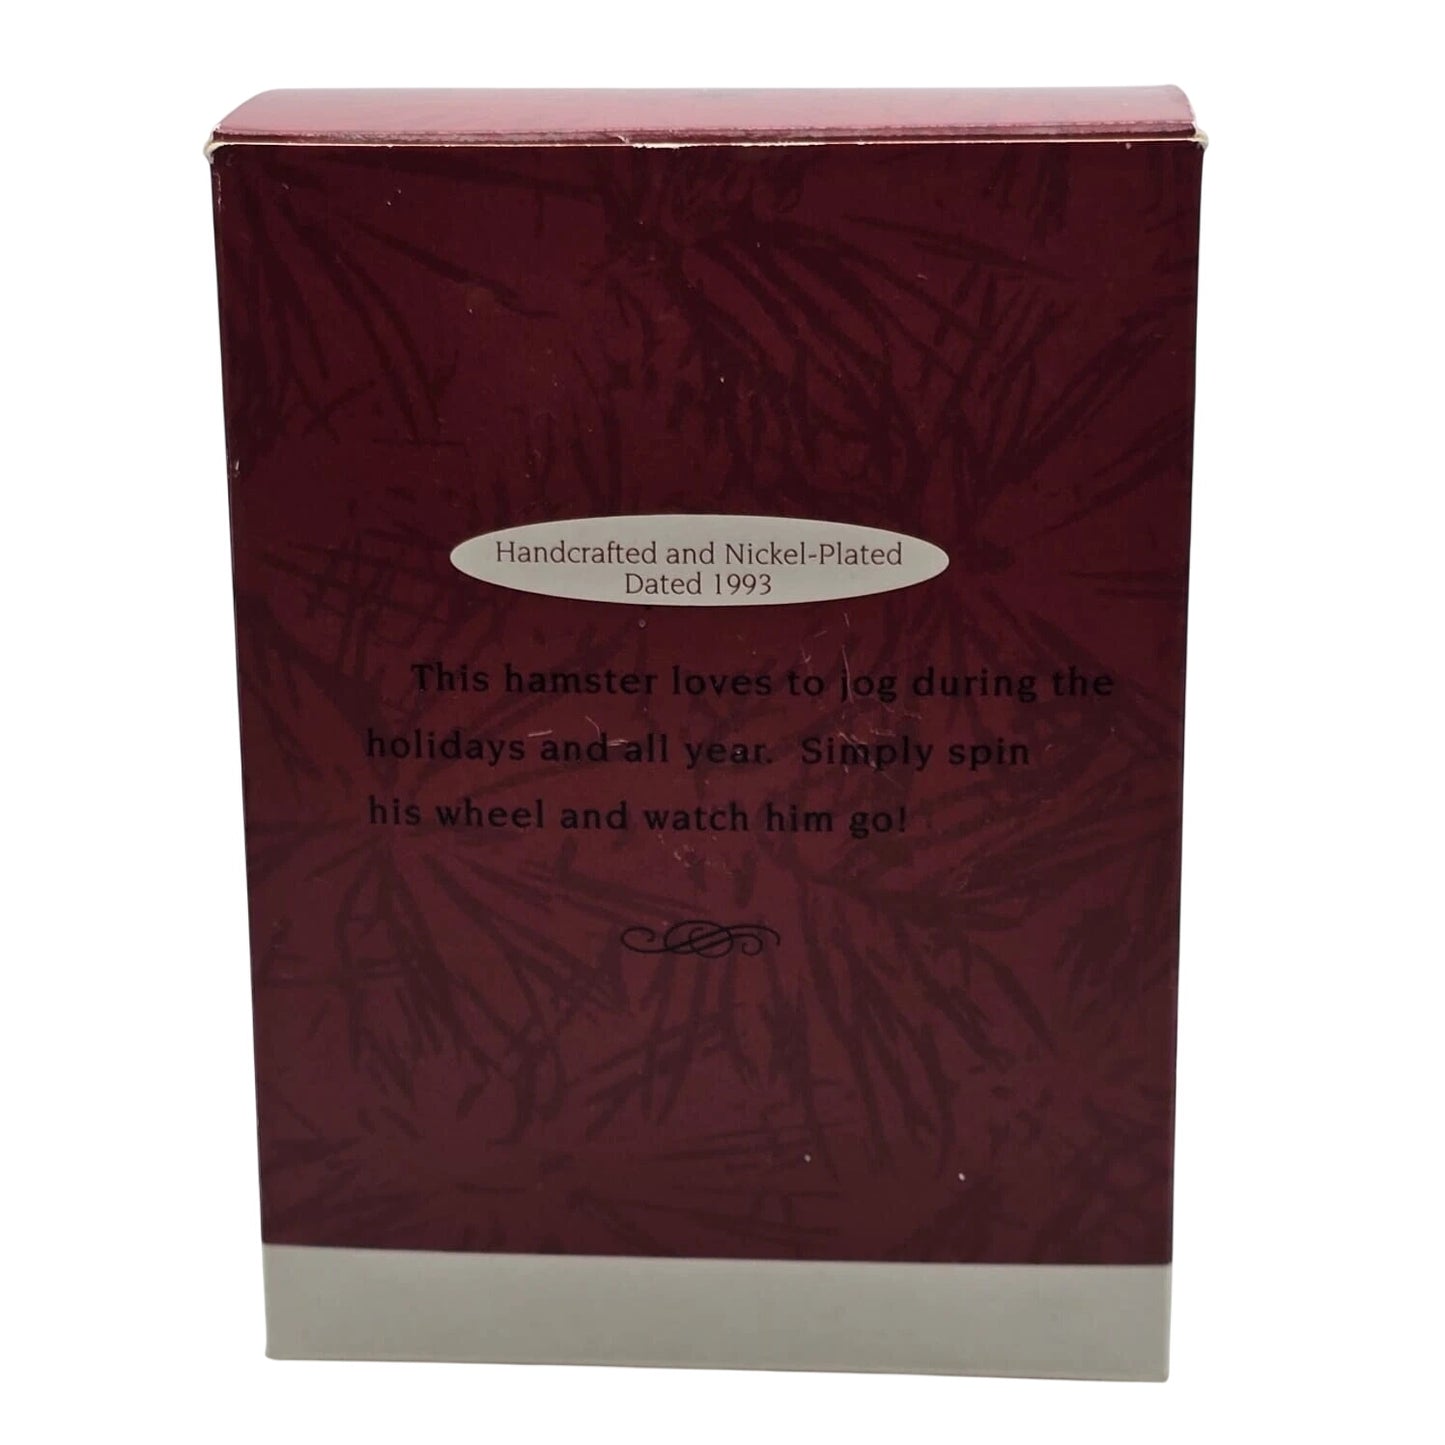 Handcrafted and Nickel-Plated
Dated 1993
This hamster loves to jog during the
holidays and all year. Simply spin
his wheel and watch him go!